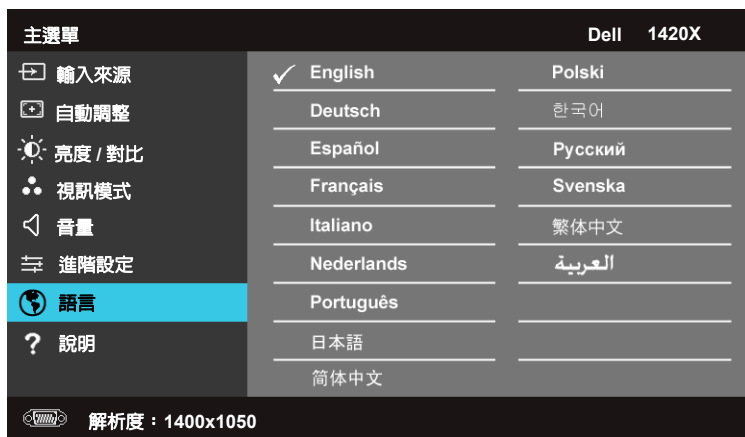 主選單
Dell 1420X
輸入來源
自動調整
亮度 / 對比
視訊模式
音量
進階設定
語言
說明
English
Deutsch
Español
Français
Italiano
Nederlands
Português
日本語
简体中文
Polski
한국어
Русский
Svenska
繁体中文
العربية
解析度：1400x1050